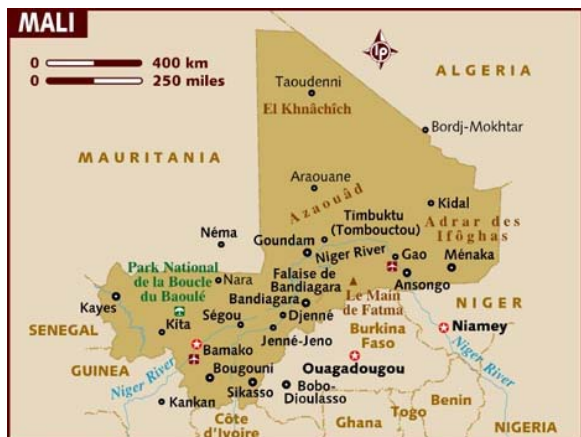 MALI
0 400 km
0 250 miles
lp
ALGERIA
Taoudenni
El Khnâchîch
Bordj-Mokhtar
MAURITANIA
Araouane
Azaouâd
Kidal
Timbuktu
(Tombouctou)
Adrar des
Ifôghas
Néma
Goundam
Niger River
Gao
Ménaka
Park National
de la Boucle
du Baoulé
Nara
Falaise de
Bandiagara
Ansongo
Kayes
Bandiagara
Le Main
de Fatma
NIGER
Ségou
Djenné
SENEGAL
Kita
Jenné-Jeno
Burkina
Faso
Niamey
Bamako
GUINEA
Ouagadougou
Niger River
Bougouni
Niger River
Sikasso
Bobo-
Dioulasso
Kankan
Côte
d'Ivoire
Ghana
Togo
Benin
NIGERIA